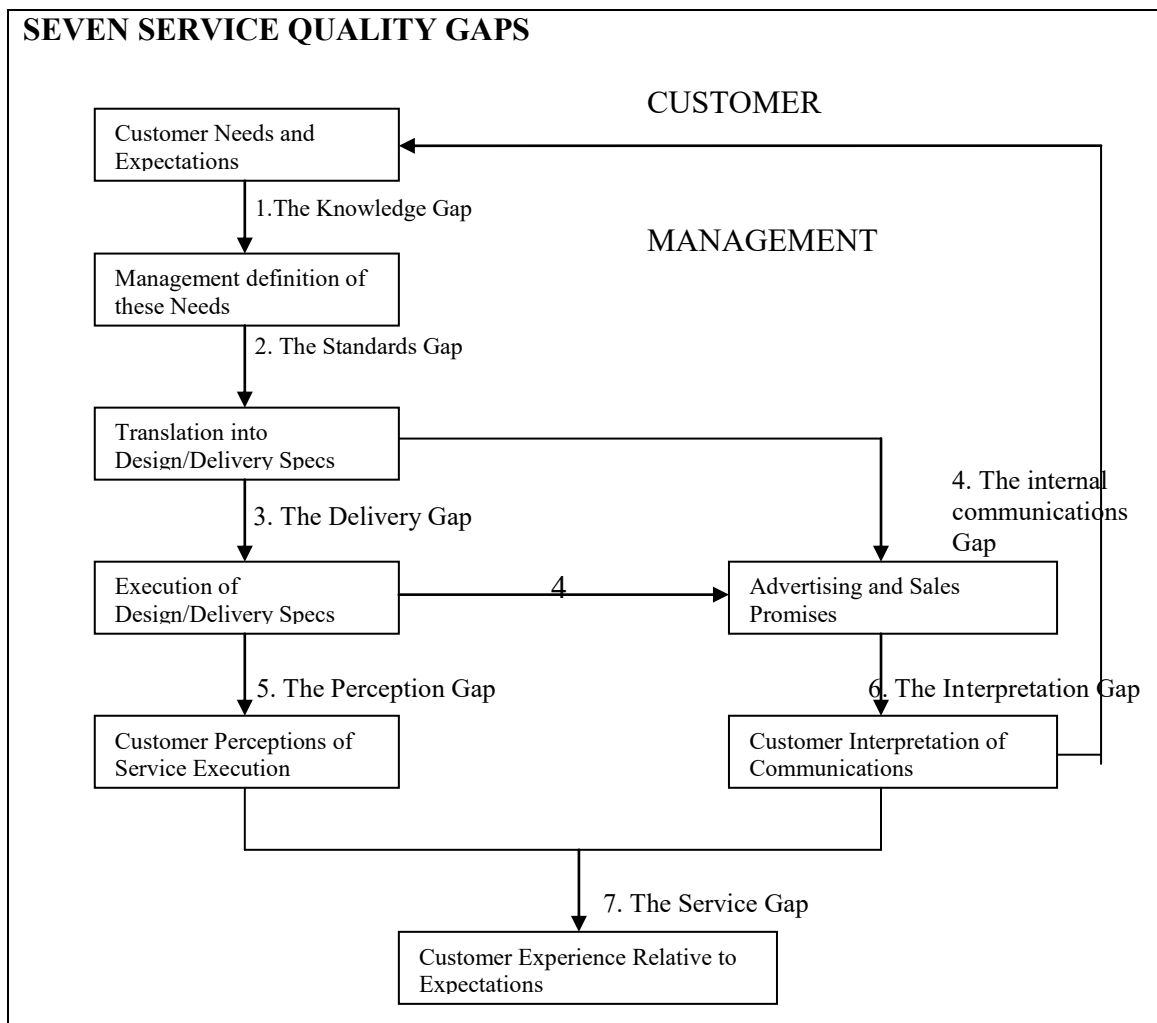 SEVEN SERVICE QUALITY GAPS
CUSTOMER
Customer Needs and
Expectations
1.The Knowledge Gap
MANAGEMENT
Management definition of
these Needs
2. The Standards Gap
Translation into
Design/Delivery Specs
4. The internal
communications
Gap
3. The Delivery Gap
Execution of
Design/Delivery Specs
4
Advertising and Sales
Promises
5. The Perception Gap
6. The Interpretation Gap
Customer Perceptions of
Service Execution
Customer Interpretation of
Communications
7. The Service Gap
Customer Experience Relative to
Expectations